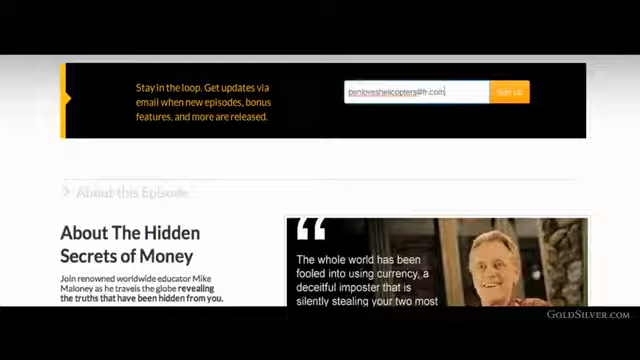 Stay in the loop. Get updates via
email when new episodes, bonus
features, and more are released.
benloveshelicopters@fr.com
Sign Up
About this Episode
About The Hidden
Secrets of Money
Join renowned worldwide educator Mike
Maloney as he travels the globe revealing
the truths that have been hidden from you.
“
The whole world has been
fooled into using currency, a
deceitful imposter that is
silently stealing your two most
GOLDSILVER.COM